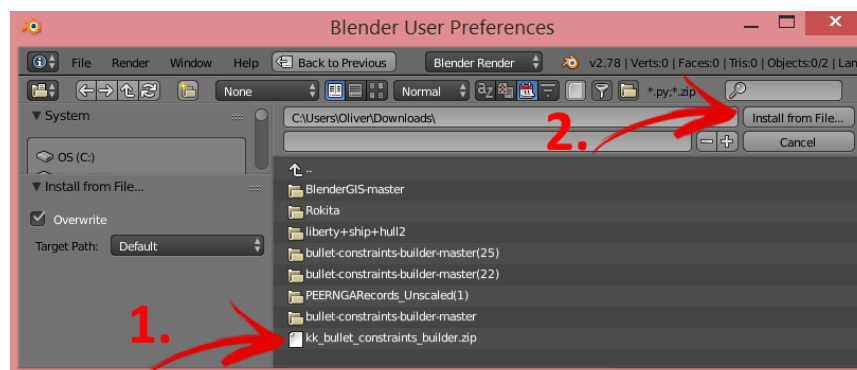 Blender User Preferences
File Render Window Help Back to Previous Blender Render v2.78 | Verts:0 | Faces:0 | Tris:0 | Objects:0/2 | Lan
None Normal *.py;*.zip
System
C:\Users\Oliver\Downloads\ Install from File...
2.
Cancel
OS (C:)
..
Install from File...
BlenderGIS-master
Overwrite
Rokita
liberty+ship+hull2
Target Path: Default
bullet-constraints-builder-master(25)
bullet-constraints-builder-master(22)
PEERNGARecords_Unscaled(1)
1.
bullet-constraints-builder-master
kk_bullet_constraints_builder.zip